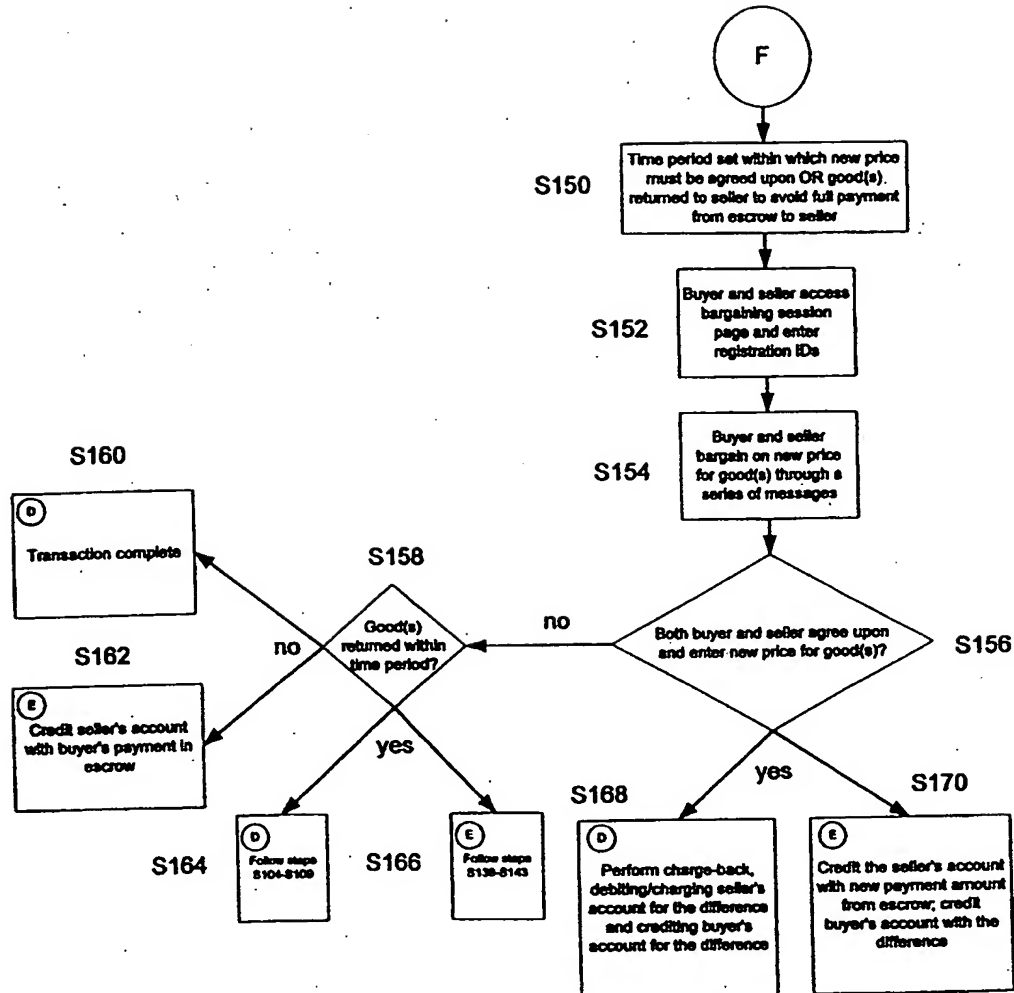 F
S150
Time period set within which new price
must be agreed upon OR good(s)
returned to seller to avoid full payment
from escrow to seller
S152
Buyer and seller access
bargaining session
page and enter
registration IDs
S154
Buyer and seller
bargain on new price
for good(s) through a
series of messages
S160
D
Transaction complete
S158
Good(s)
returned within
time period?
no
no
Both buyer and seller agree upon
and enter new price for good(s)?
S156
S162
E
Credit seller's account
with buyer's payment in
escrow
yes
yes
S164
D
Follow steps
S104-S109
S166
E
Follow steps
S139-S143
S168
D
Perform charge-back,
debiting/charging seller's
account for the difference
and crediting buyer's
account for the difference
S170
E
Credit the seller's account
with new payment amount
from escrow; credit
buyer's account with the
difference